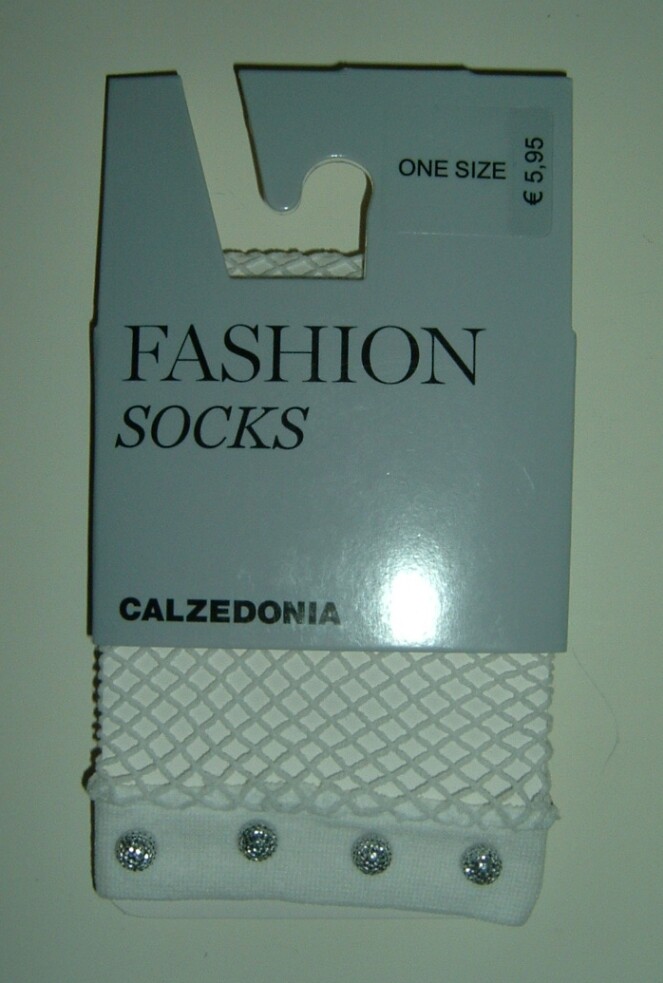 ONE SIZE
€ 5,95
FASHION
SOCKS
CALZEDONIA